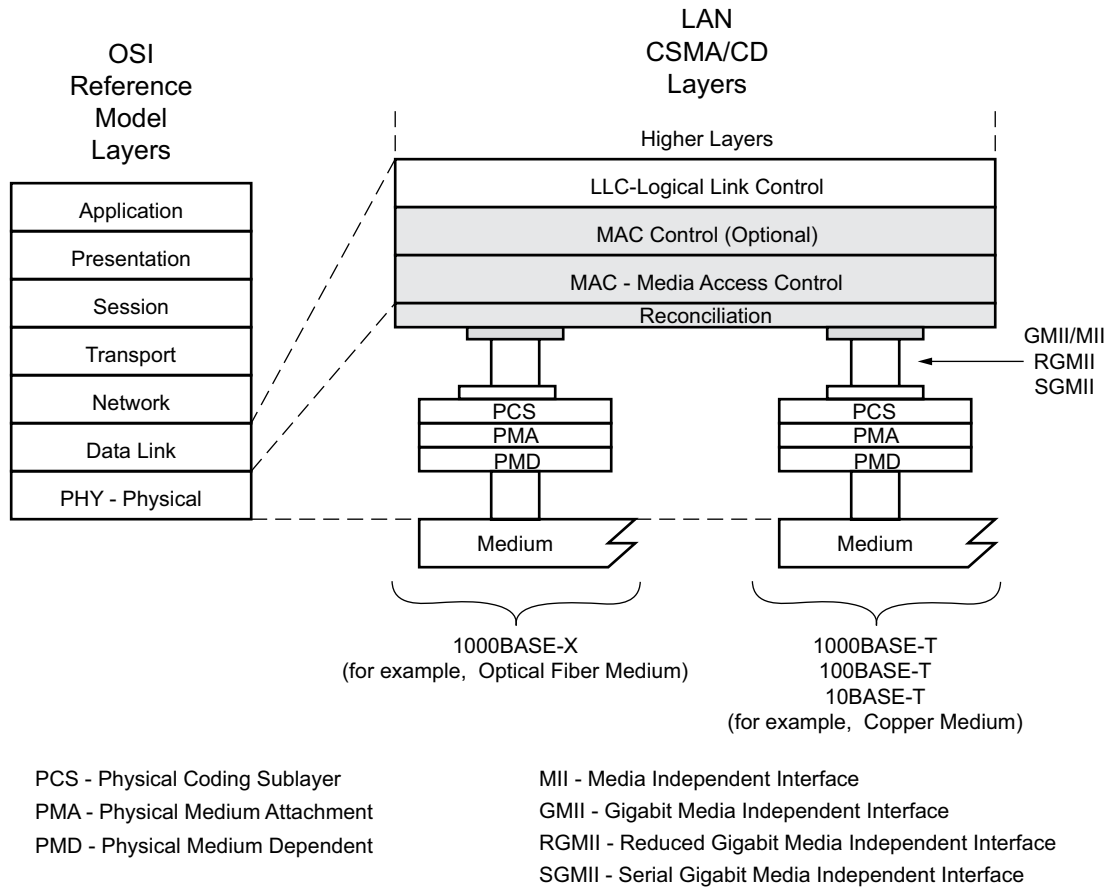 OSI
Reference
Model
Layers
LAN
CSMA/CD
Layers
Application
Presentation
Session
Transport
Network
Data Link
PHY - Physical
Higher Layers
LLC-Logical Link Control
MAC Control (Optional)
MAC - Media Access Control
Reconciliation
GMII/MII
RGMII
SGMII
PCS
PMA
PMD
Medium
PCS
PMA
PMD
Medium
1000BASE-X
(for example, Optical Fiber Medium)
1000BASE-T
100BASE-T
10BASE-T
(for example, Copper Medium)
PCS - Physical Coding Sublayer
PMA - Physical Medium Attachment
PMD - Physical Medium Dependent
MII - Media Independent Interface
GMII - Gigabit Media Independent Interface
RGMII - Reduced Gigabit Media Independent Interface
SGMII - Serial Gigabit Media Independent Interface